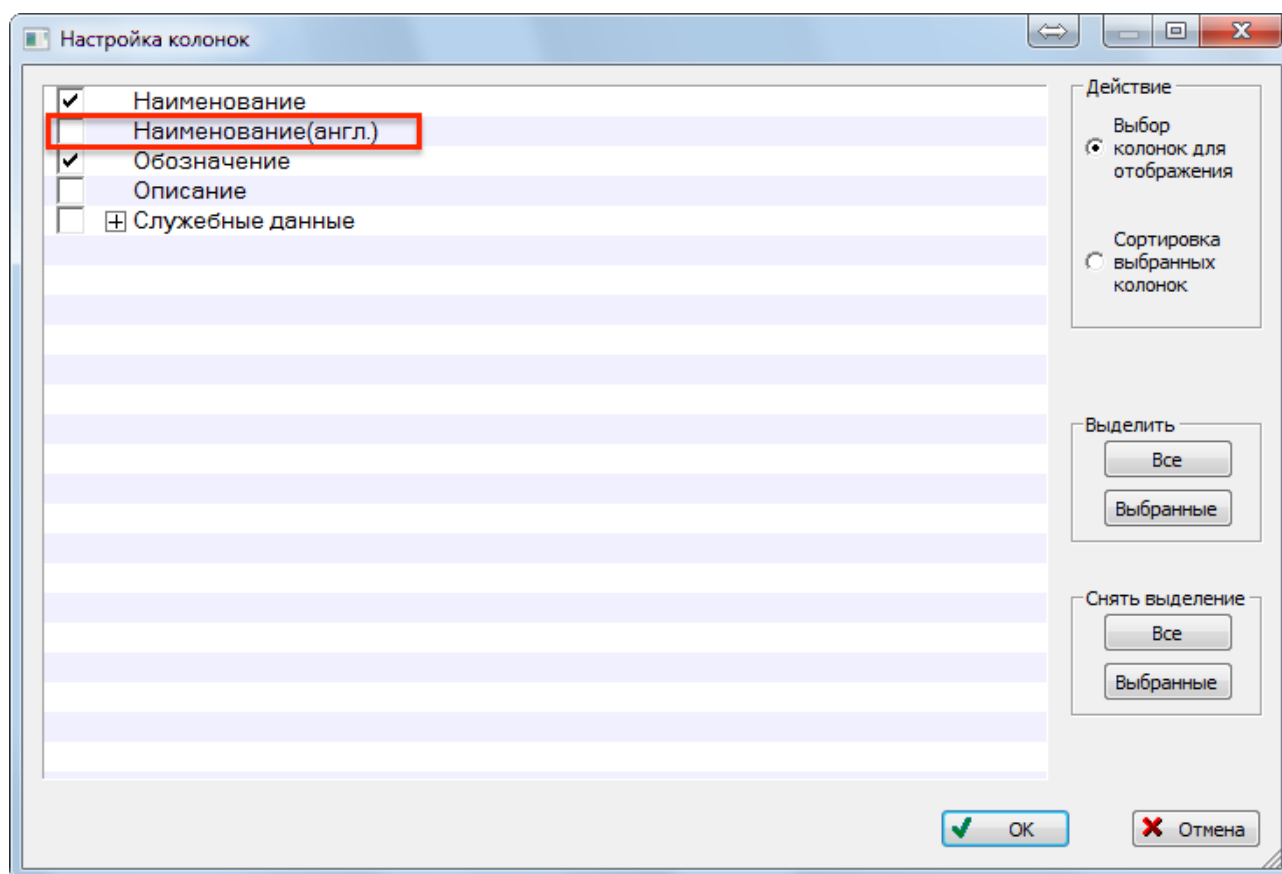 Настройка колонок
Наименование
Наименование(англ.)
Обозначение
Описание
Служебные данные
Действие
Выбор
колонок для
отображения
Сортировка
выбранных
колонок
Выделить
Все
Выбранные
Снять выделение
Все
Выбранные
OK
Отмена